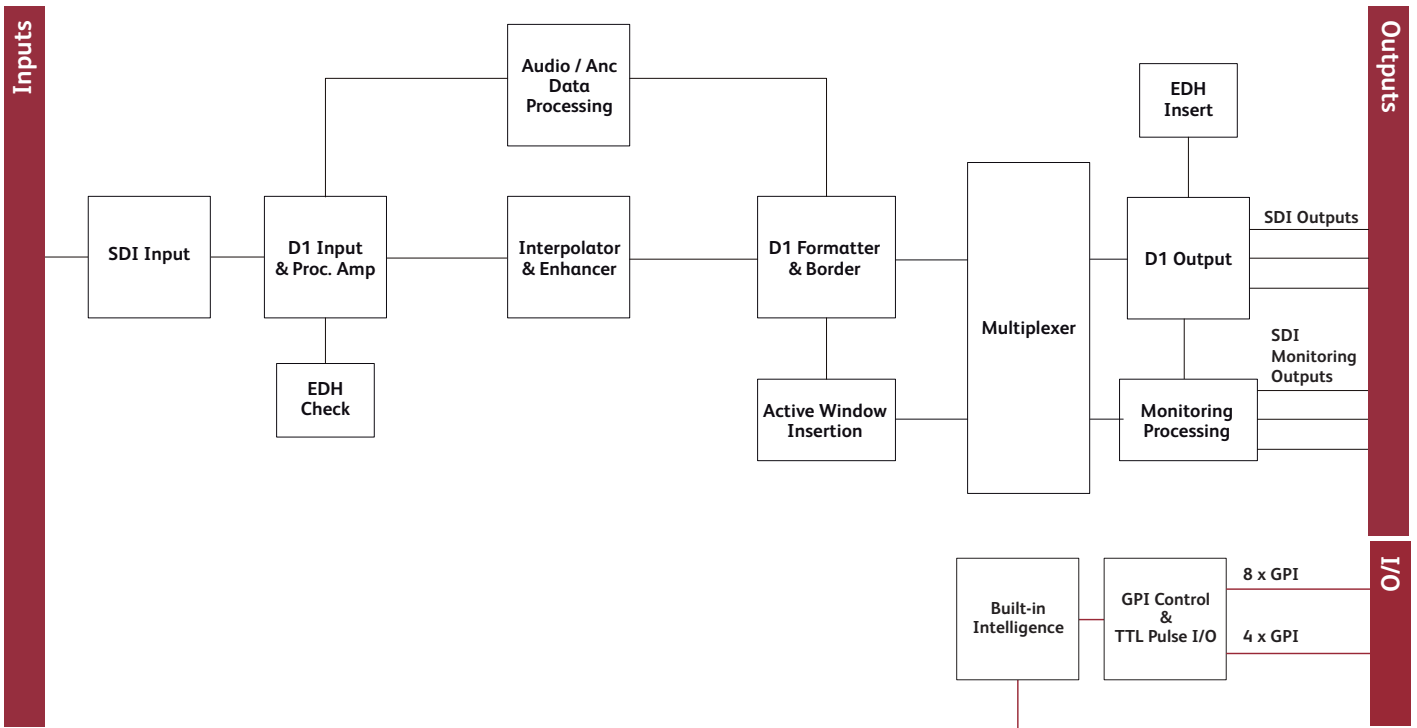 Inputs
Outputs
Audio / Anc
Data
Processing
EDH
Insert
SDI Input
D1 Input
& Proc. Amp
Interpolator
& Enhancer
D1 Formatter
& Border
Multiplexer
D1 Output
SDI Outputs
EDH
Check
Active Window
Insertion
Monitoring
Processing
SDI
Monitoring
Outputs
I/O
Built-in
Intelligence
GPI Control
&
TTL Pulse I/O
8 x GPI
4 x GPI